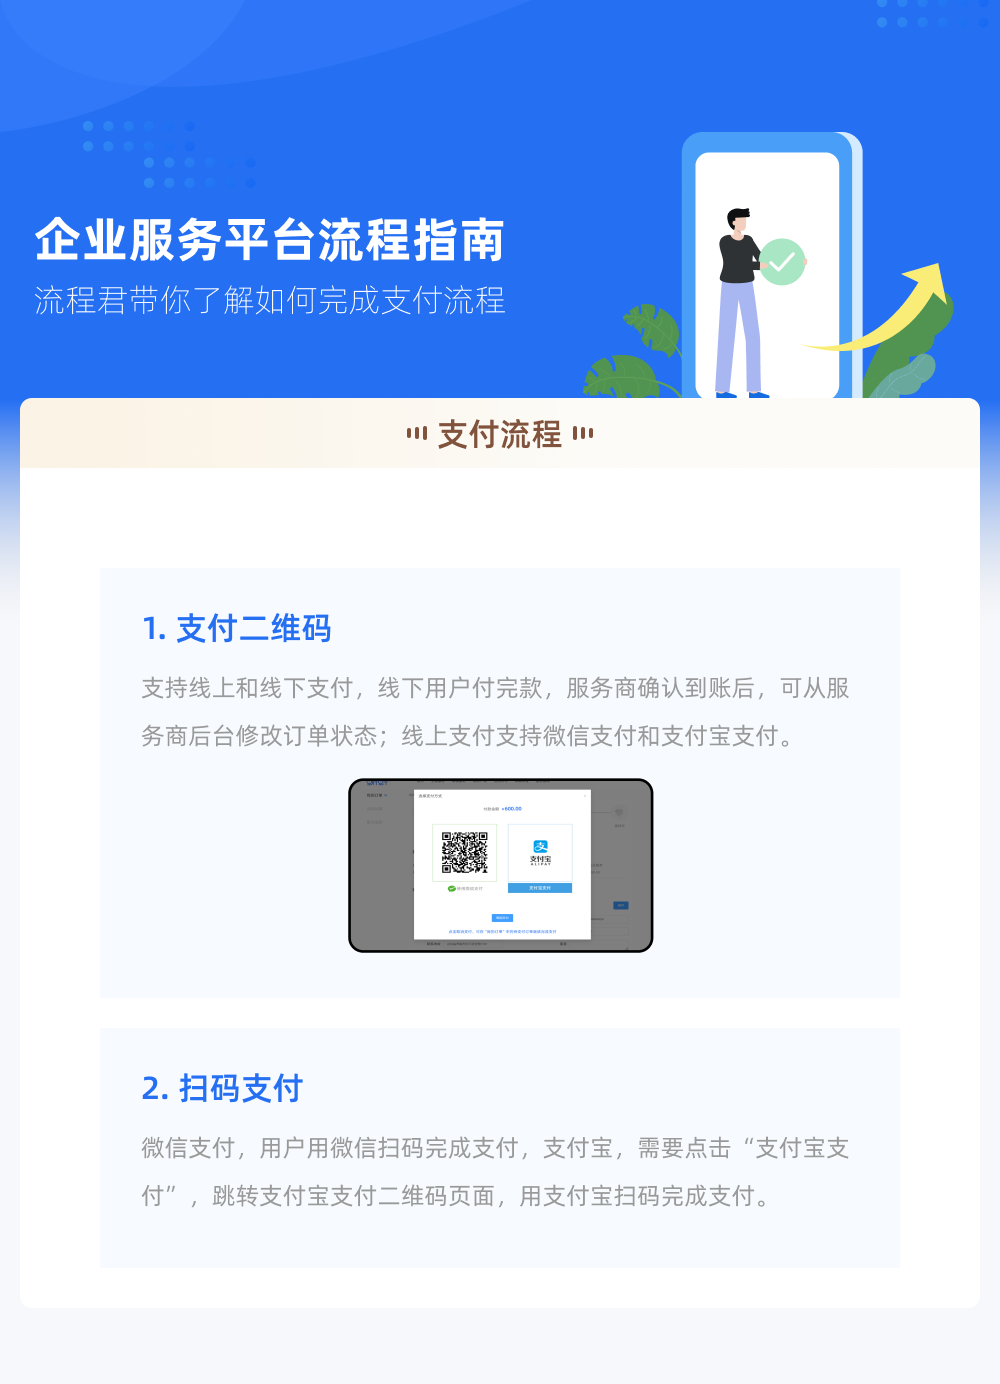 企业服务平台流程指南
流程君带你了解如何完成支付流程
支付流程
1. 支付二维码
支持线上和线下支付，线下用户付完款，服务商确认到账后，可从服
务商后台修改订单状态；线上支付支持微信支付和支付宝支付。
选择支付方式
付款金额 ¥600.00
支付宝
ALIPAY
支付宝支付
2. 扫码支付
微信支付，用户用微信扫码完成支付，支付宝，需要点击“支付宝支
付”，跳转支付宝支付二维码页面，用支付宝扫码完成支付。